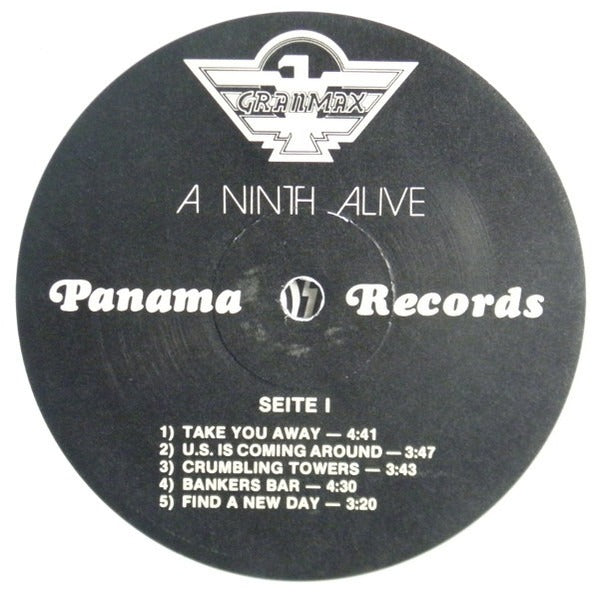 GRANMAX
A NINTH ALIVE
Panama Records
SEITE I
1) TAKE YOU AWAY — 4:41
2) U.S. IS COMING AROUND — 3:47
3) CRUMBLING TOWERS — 3:43
4) BANKERS BAR — 4:30
5) FIND A NEW DAY — 3:20